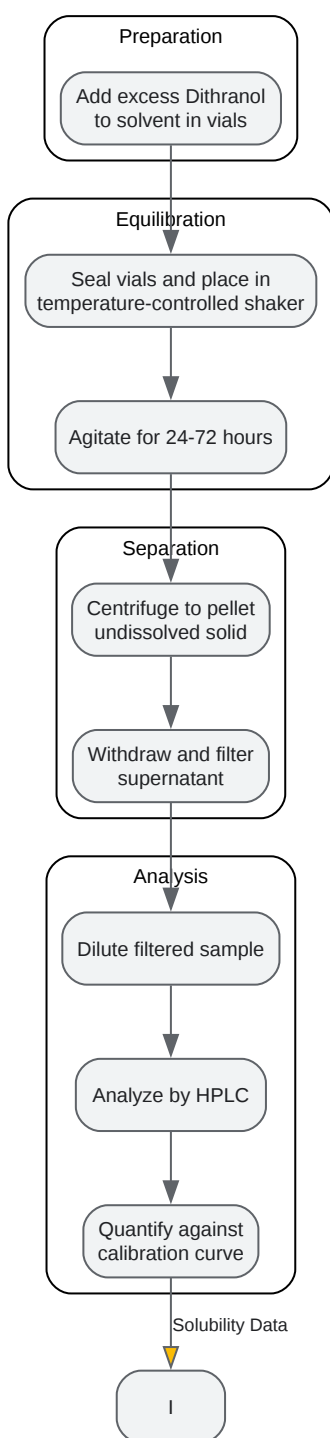 Preparation
Add excess Dithranol
to solvent in vials
Equilibration
Seal vials and place in
temperature-controlled shaker
Agitate for 24-72 hours
Separation
Centrifuge to pellet
undissolved solid
Withdraw and filter
supernatant
Analysis
Dilute filtered sample
Analyze by HPLC
Quantify against
calibration curve
Solubility Data
I